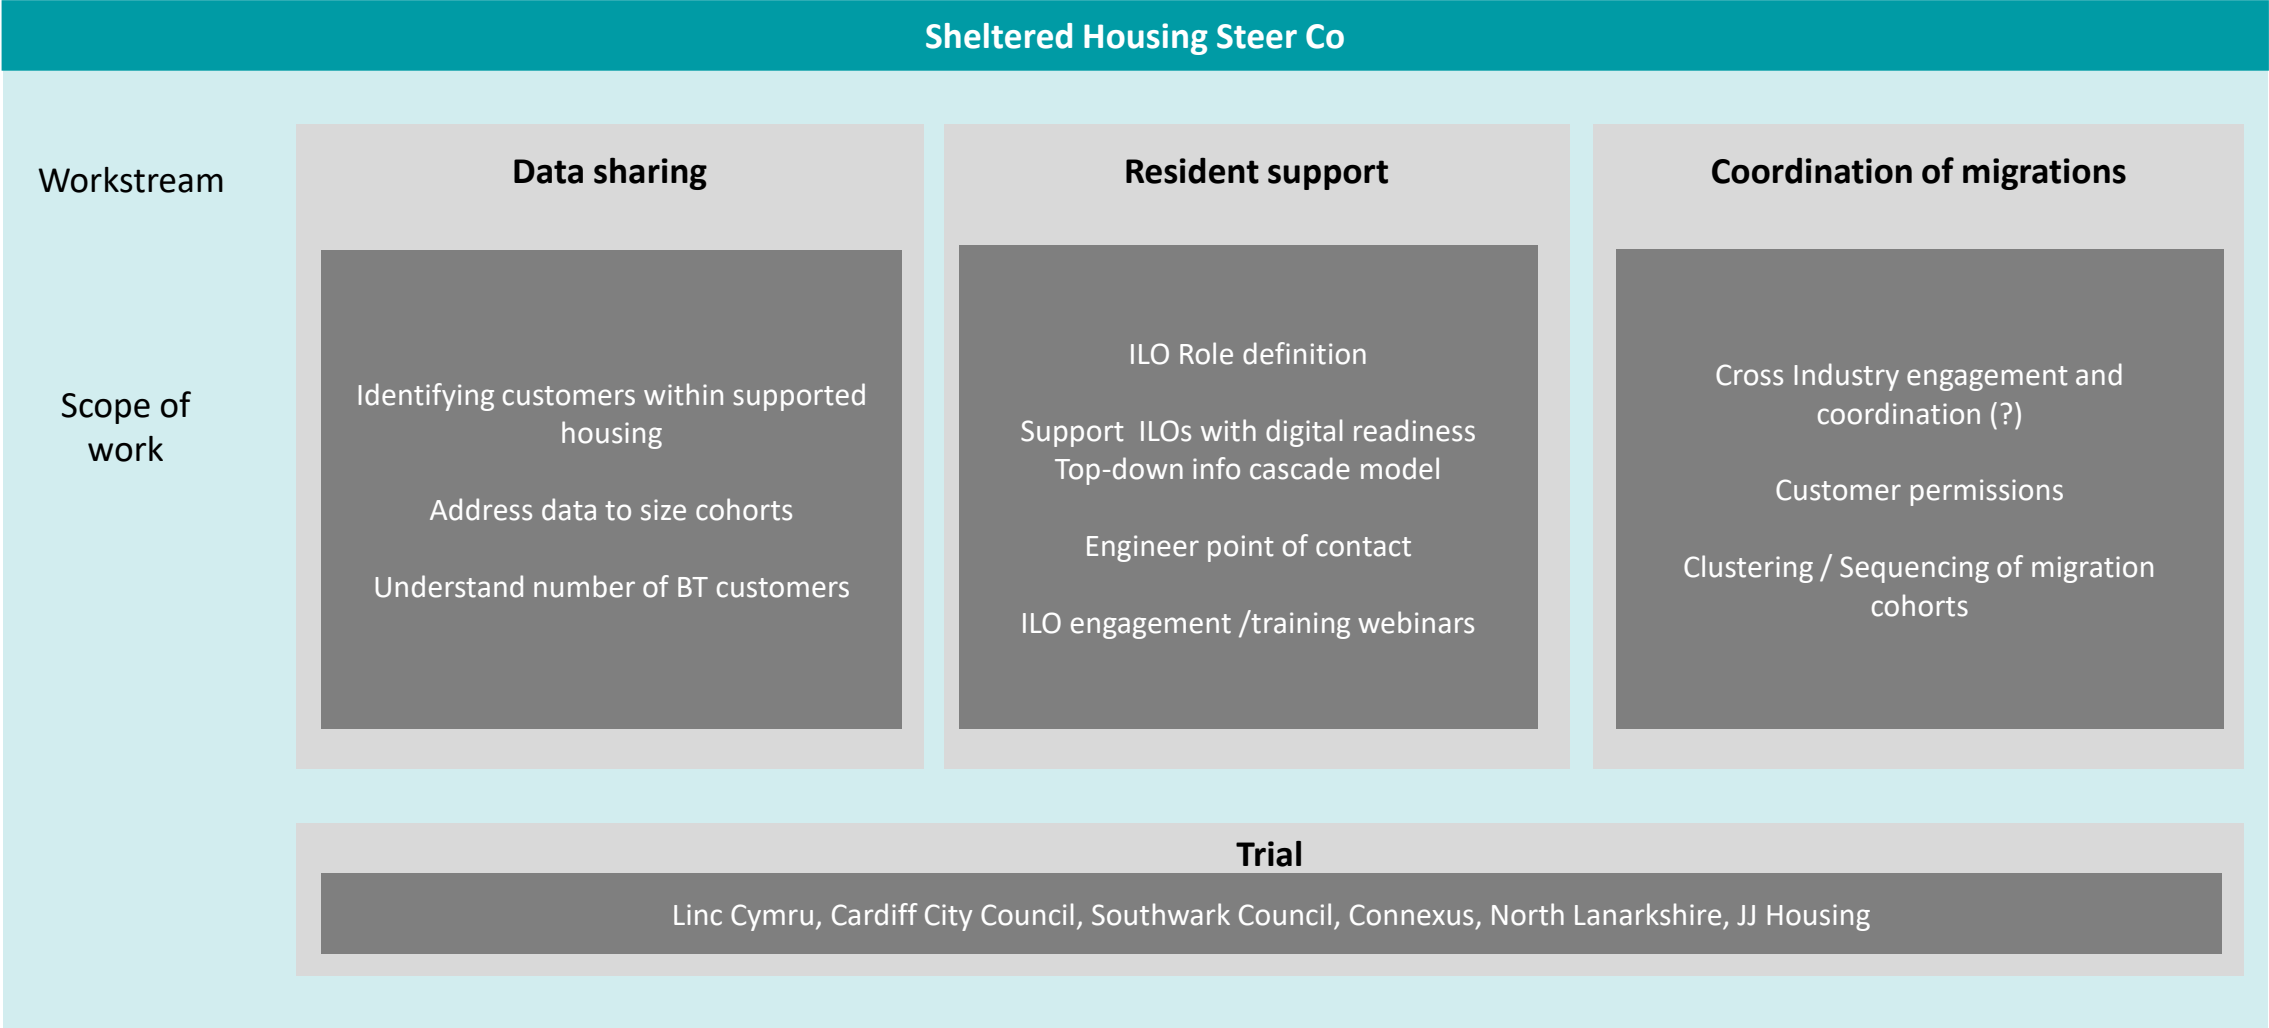 Sheltered Housing Steer Co
Workstream
Data sharing
Resident support
Coordination of migrations
Scope of
work
Identifying customers within supported
housing
Address data to size cohorts
Understand number of BT customers
ILO Role definition
Support  ILOs with digital readiness
Top-down info cascade model
Engineer point of contact
ILO engagement /training webinars
Cross Industry engagement and
coordination (?)
Customer permissions
Clustering / Sequencing of migration
cohorts
Trial
Linc Cymru, Cardiff City Council, Southwark Council, Connexus, North Lanarkshire, JJ Housing